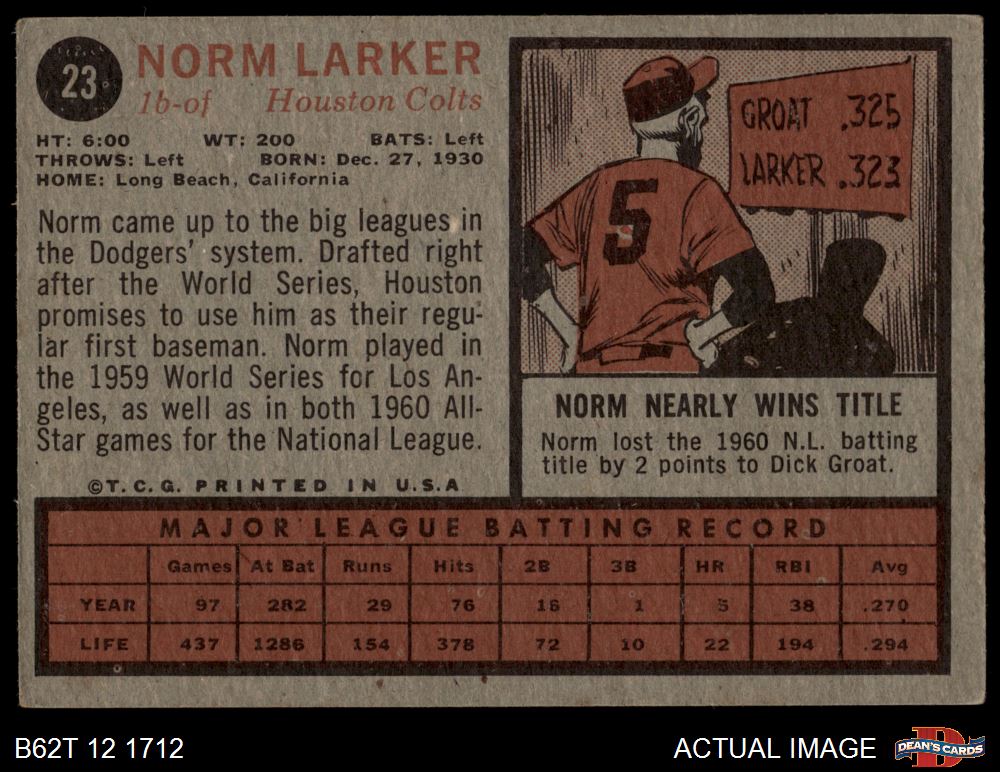 23
NORM LARKER
1b-of Houston Colts
HT: 6:00 WT: 200 BATS: Left
THROWS: Left BORN: Dec. 27, 1930
HOME: Long Beach, California
Norm came up to the big leagues in
the Dodgers' system. Drafted right
after the World Series, Houston
promises to use him as their regu-
lar first baseman. Norm played in
the 1959 World Series for Los An-
geles, as well as in both 1960 All-
Star games for the National League.
©T.C.G. PRINTED IN U.S.A
GROAT .325
LARKER .323
5
NORM NEARLY WINS TITLE
Norm lost the 1960 N.L. batting
title by 2 points to Dick Groat.
MAJOR LEAGUE BATTING RECORD
Games At Bat Runs Hits 2B 3B HR RBI Avg
YEAR 97 282 29 76 16 1 5 38 .270
LIFE 437 1286 154 378 72 10 22 194 .294
B62T 12 1712
ACTUAL IMAGE
D
DEAN'S CARDS